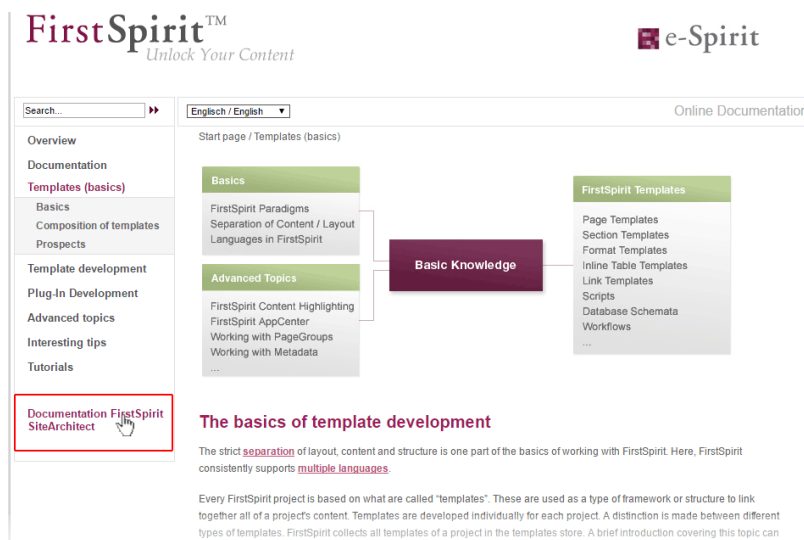 FirstSpirit™
Unlock Your Content
e-Spirit
Search...
Englisch / English
Online Documentation
Overview
Documentation
Templates (basics)
Basics
Composition of templates
Prospects
Template development
Plug-In Development
Advanced topics
Interesting tips
Tutorials
Documentation FirstSpirit
SiteArchitect
Start page / Templates (basics)
Basics
FirstSpirit Paradigms
Separation of Content / Layout
Languages in FirstSpirit
Advanced Topics
FirstSpirit Content Highlighting
FirstSpirit AppCenter
Working with PageGroups
Working with Metadata
...
Basic Knowledge
FirstSpirit Templates
Page Templates
Section Templates
Format Templates
Inline Table Templates
Link Templates
Scripts
Database Schemata
Workflows
...
The basics of template development
The strict separation of layout, content and structure is one part of the basics of working with FirstSpirit. Here, FirstSpirit
consistently supports multiple languages.
Every FirstSpirit project is based on what are called “templates”. These are used as a type of framework or structure to link
together all of a project's content. Templates are developed individually for each project. A distinction is made between different
types of templates. FirstSpirit collects all templates of a project in the templates store. A brief introduction covering this topic can